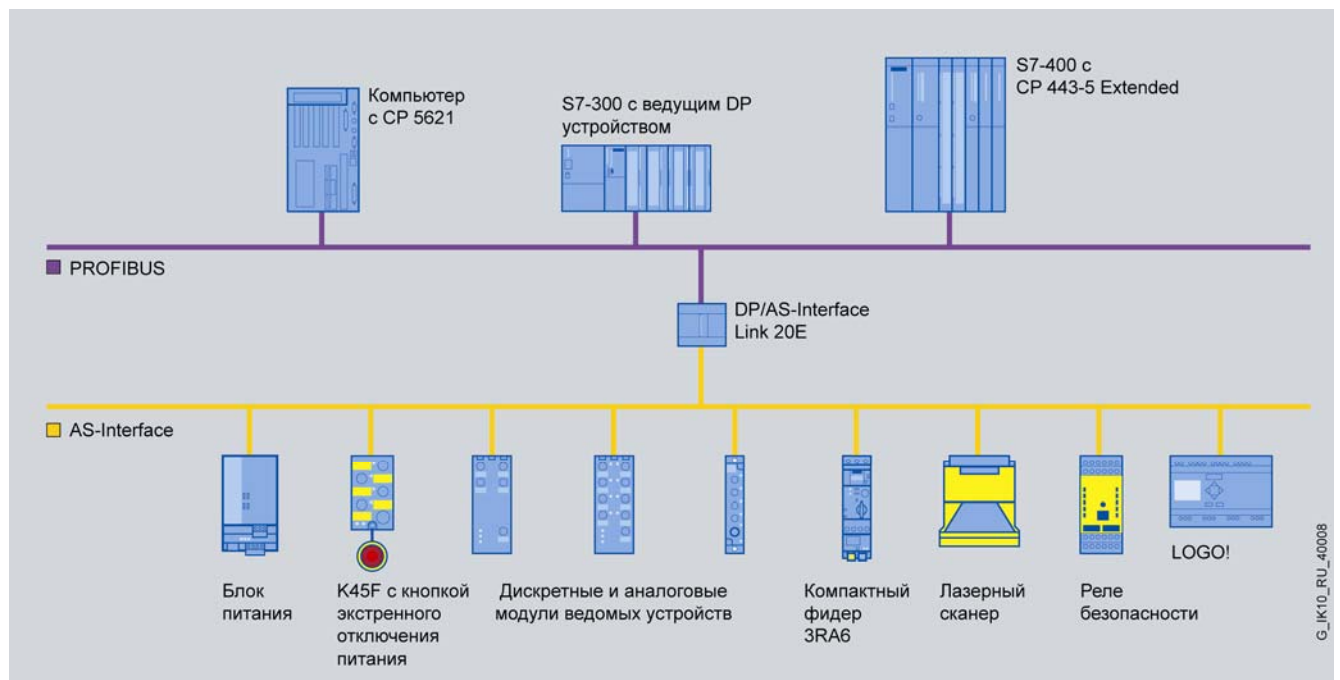 Компьютер
с CP 5621
S7-300 с ведущим DP
устройством
S7-400 с
CP 443-5 Extended
PROFIBUS
DP/AS-Interface
Link 20E
AS-Interface
Блок
питания
K45F с кнопкой
экстренного
отключения
питания
Дискретные и аналоговые
модули ведомых устройств
Компактный
фидер
3RA6
Лазерный
сканер
Реле
безопасности
LOGO!
G_IK10_RU_40008